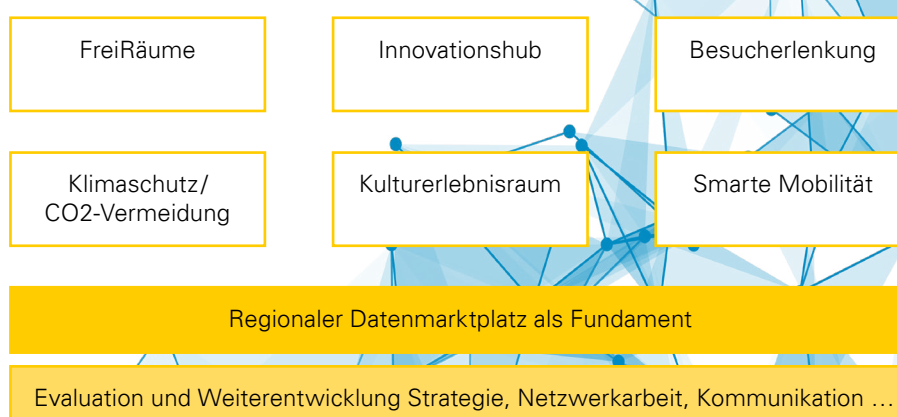 FreiRäume
Innovationshub
Besucherlenkung
Klimaschutz/
CO2-Vermeidung
Kulturerlebnisraum
Smarte Mobilität
Regionaler Datenmarktplatz als Fundament
Evaluation und Weiterentwicklung Strategie, Netzwerkarbeit, Kommunikation …